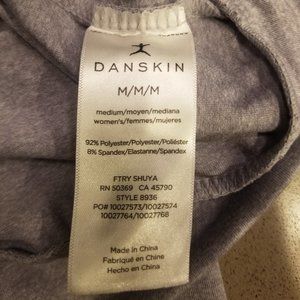 DANSKIN
M/M/M
medium/moyen/mediana
women's/femmes/mujeres
92% Polyester/Polyester/Poliéster
8% Spandex/Elastanne/Spandex
FTRY SHUYA
RN 50369 CA 45790
STYLE 8936
PO# 10027573/10027574
10027764/10027768
Made in China
Fabriqué en Chine
Hecho en China